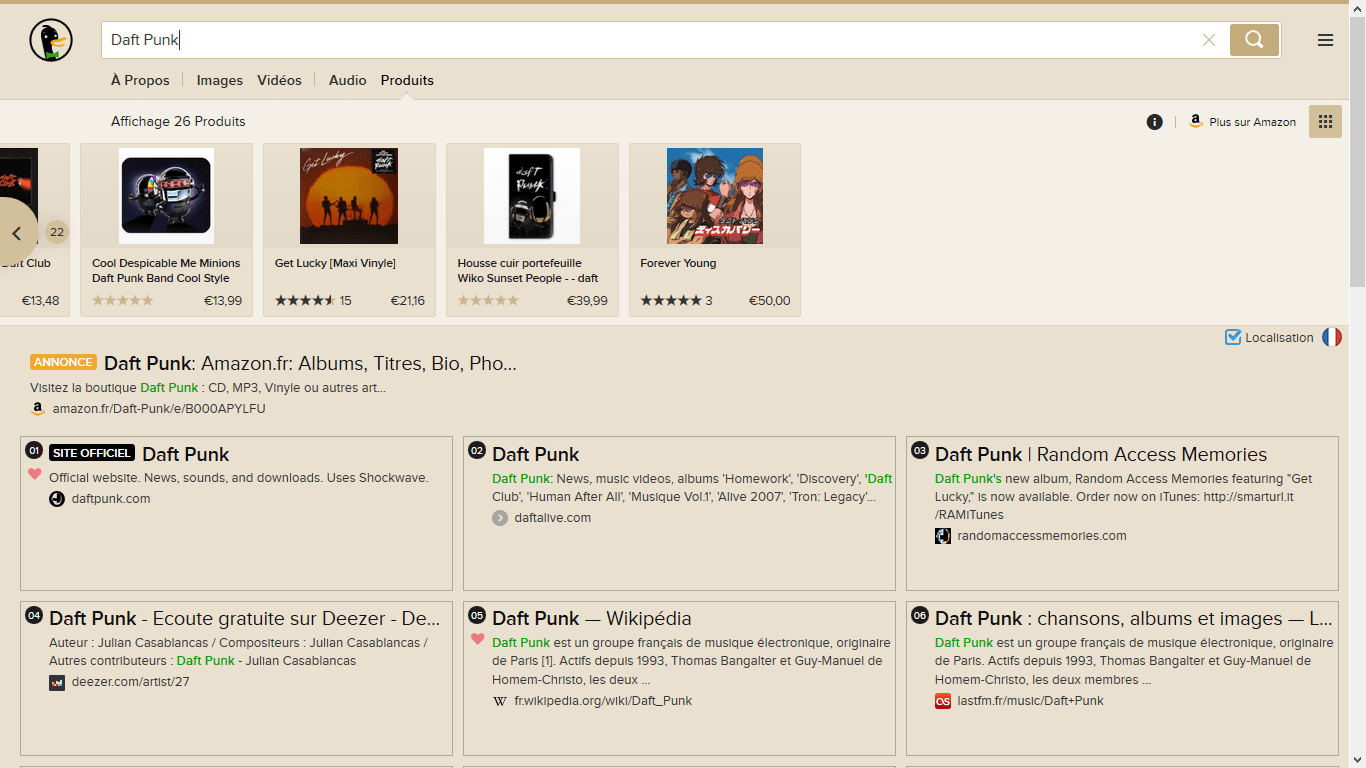 Daft Punk
À Propos
Images
Vidéos
Audio
Produits
Affichage 26 Produits
Plus sur Amazon
22
Club
€13,48
Cool Despicable Me Minions
Daft Punk Band Cool Style
€13,99
Get Lucky
Get Lucky [Maxi Vinyle]
15 €21,16
daft
Punk
Housse cuir portefeuille
Wiko Sunset People - - daft
€39,99
Forever Young
3 €50,00
Localisation
ANNONCE Daft Punk: Amazon.fr: Albums, Titres, Bio, Pho...
Visitez la boutique Daft Punk : CD, MP3, Vinyle ou autres art...
amazon.fr/Daft-Punk/e/B000APYLFU
01 SITE OFFICIEL Daft Punk
Official website. News, sounds, and downloads. Uses Shockwave.
daftpunk.com
02 Daft Punk
Daft Punk: News, music videos, albums 'Homework', 'Discovery', 'Daft
Club', 'Human After All', 'Musique Vol.1', 'Alive 2007', 'Tron: Legacy'...
daftalive.com
03 Daft Punk | Random Access Memories
Daft Punk's new album, Random Access Memories featuring "Get
Lucky," is now available. Order now on iTunes: http://smarturl.it
/RAMiTunes
randomaccessmemories.com
04 Daft Punk - Ecoute gratuite sur Deezer - De...
Auteur : Julian Casablancas / Compositeurs : Julian Casablancas /
Autres contributeurs : Daft Punk - Julian Casablancas
deezer.com/artist/27
05 Daft Punk — Wikipédia
Daft Punk est un groupe français de musique électronique, originaire
de Paris [1]. Actifs depuis 1993, Thomas Bangalter et Guy-Manuel de
Homem-Christo, les deux ...
fr.wikipedia.org/wiki/Daft_Punk
06 Daft Punk : chansons, albums et images — L...
Daft Punk est un groupe français de musique électronique, originaire
de Paris. Actifs depuis 1993, Thomas Bangalter et Guy-Manuel de
Homem-Christo, les deux membres ...
lastfm.fr/music/Daft+Punk